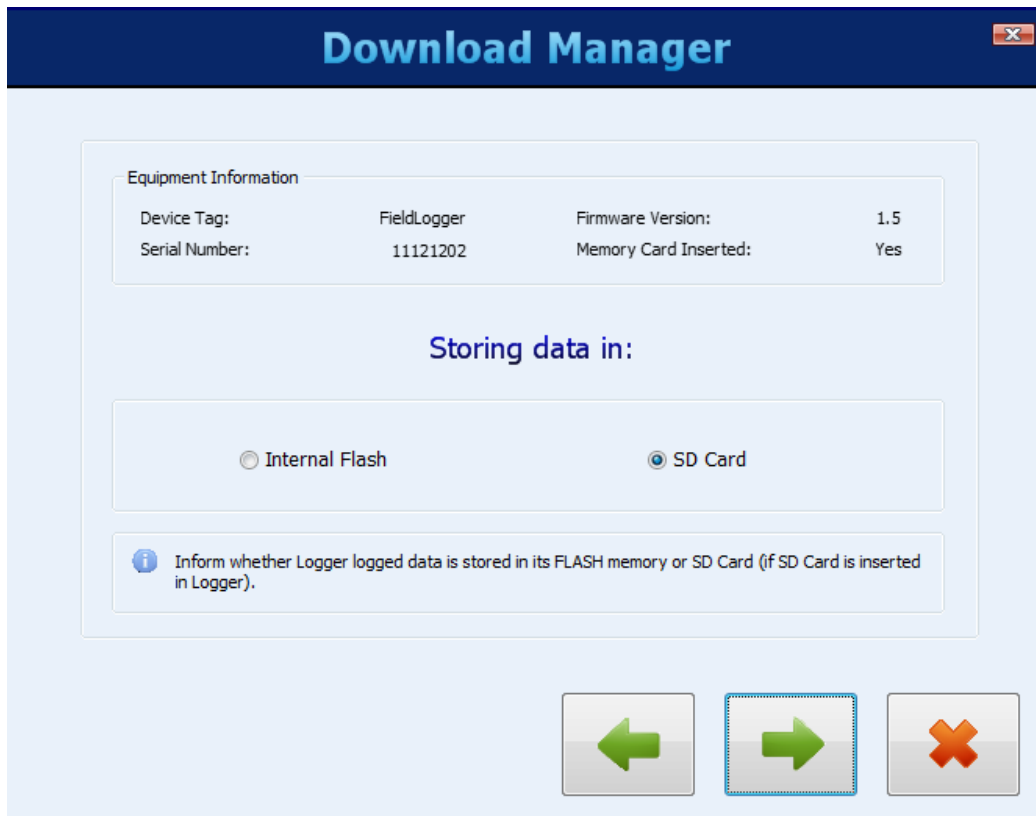 Download Manager
Equipment Information
Device Tag: FieldLogger Firmware Version: 1.5
Serial Number: 11121202 Memory Card Inserted: Yes
Storing data in:
Internal Flash SD Card
Inform whether Logger logged data is stored in its FLASH memory or SD Card (if SD Card is inserted
in Logger).